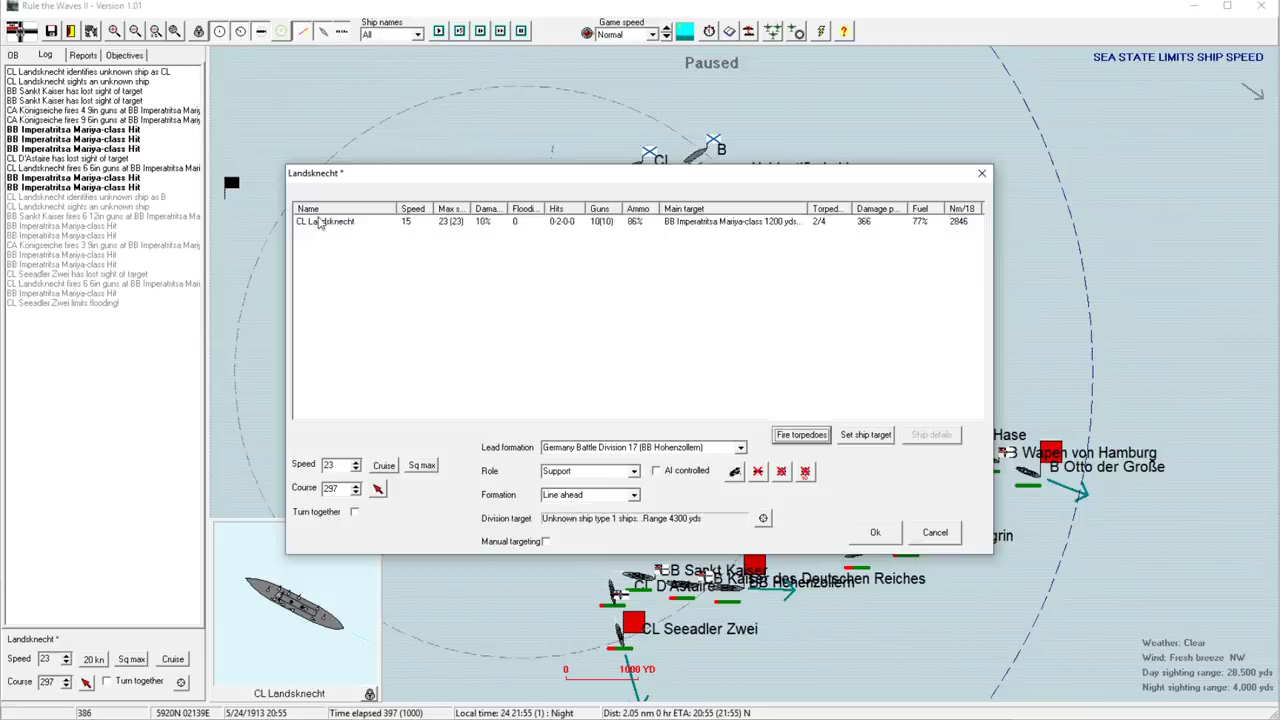 Rule the Waves II - Version 1.01
Ship names
All
Game speed
Normal
OB Log Reports Objectives
Paused
SEA STATE LIMITS SHIP SPEED
CL Landsknecht identifies unknown ship as CL
CL Landsknecht sights an unknown ship
BB Sankt Kaiser has lost sight of target
BB Sankt Kaiser has lost sight of target
CA Königseiche fires 4 9in guns at BB Imperatritsa Marij
CA Königseiche fires 9 6in guns at BB Imperatritsa Marij
BB Imperatritsa Mariya-class Hit
BB Imperatritsa Mariya-class Hit
BB Imperatritsa Mariya-class Hit
CL D'Astaire has lost sight of target
CL Landsknecht fires 6 6in guns at BB Imperatritsa Mari
BB Imperatritsa Mariya-class Hit
BB Imperatritsa Mariya-class Hit
CL Landsknecht identifies unknown ship as B
CL Landsknecht sights an unknown ship
BB Sankt Kaiser fires 6 12in guns at BB Imperatritsa Ma
BB Imperatritsa Mariya-class Hit
BB Imperatritsa Mariya-class Hit
CA Königseiche fires 3 9in guns at BB Imperatritsa Marij
BB Imperatritsa Mariya-class Hit
BB Imperatritsa Mariya-class Hit
CL Seeadler Zwei has lost sight of target
CL Landsknecht fires 6 6in guns at BB Imperatritsa Mari
BB Imperatritsa Mariya-class Hit
CL Seeadler Zwei limits flooding!
CL
B
Landsknecht *
Name Speed Max s... Dama... Floodi... Hits Guns Ammo Main target Torped... Damage p... Fuel Nm/18
CL Landsknecht 15 23 (23) 10% 0 0-2-0-0 10(10) 86% BB Imperatritsa Mariya-class 1200 yds... 2/4 366 77% 2846
Lead formation Germany Battle Division 17 (BB Hohenzollern)
Fire torpedoes Set ship target Ship details
Speed 23 Cruise Sq max
Role Support AI controlled
Course 297
Formation Line ahead
Turn together
Division target Unknown ship type 1 ships. .Range 4300 yds
Manual targeting
Ok Cancel
Hase
B Wapen von Hamburg
B Otto der Große
grin
BB Sankt Kaiser
BB Kaiser des Deutschen Reiches
CL D'Astaire
BB Hohenzollern
CL Seeadler Zwei
0 1000 YD
Weather: Clear
Wind: Fresh breeze NW
Day sighting range: 28.500 yds
Night sighting range: 4.000 yds
Landsknecht *
Speed 23 20 kn Sq max Cruise
Course 297 Turn together
CL Landsknecht
386 5920N 02139E 5/24/1913 20:55 Time elapsed 397 (1000) Local time: 24 21:55 (1) : Night Dist: 2.05 nm 0 hr ETA: 20:55 (21:55) N